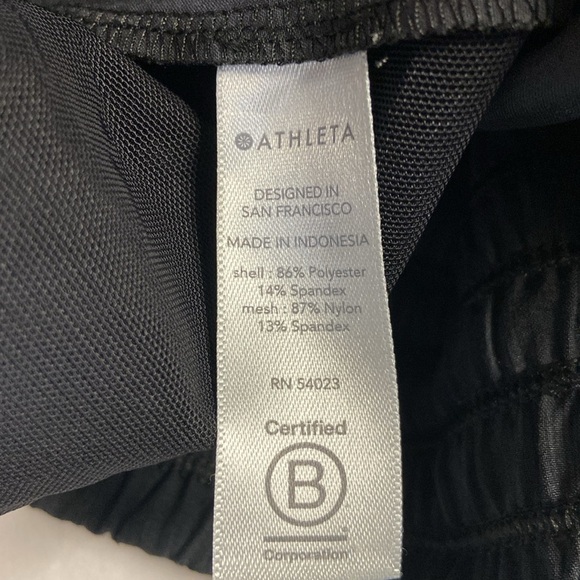 ATHLETA
DESIGNED IN
SAN FRANCISCO
MADE IN INDONESIA
shell : 86% Polyester
14% Spandex
mesh : 87% Nylon
13% Spandex
RN 54023
Certified
B
Corporation